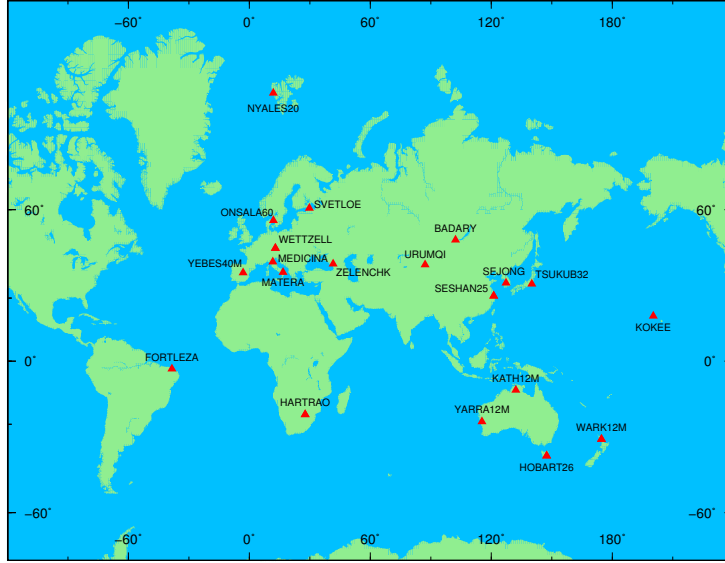 −60˚ 0˚ 60˚ 120˚ 180˚
NYALES20
60˚ 60˚
SVETLOE
ONSALA60
BADARY
WETTZELL
URUMQI
MEDICINA
YEBES40M
ZELENCHK
SEJONG
TSUKUB32
MATERA
SESHAN25
KOKEE
FORTLEZA
0˚ 0˚
KATH12M
HARTRAO
YARRA12M
WARK12M
HOBART26
−60˚ −60˚
−60˚ 0˚ 60˚ 120˚ 180˚